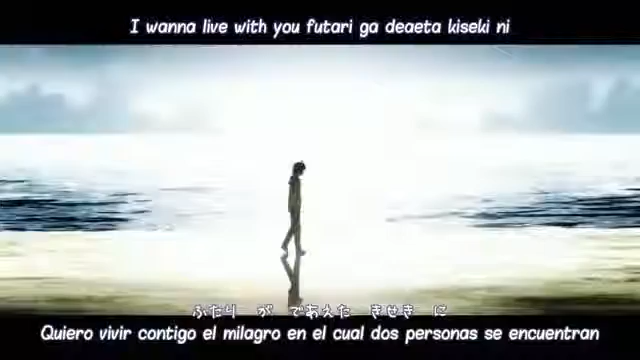 I wanna live with you futari ga deaeta kiseki ni
ふたり が であえた きせき に
Quiero vivir contigo el milagro en el cual dos personas se encuentran